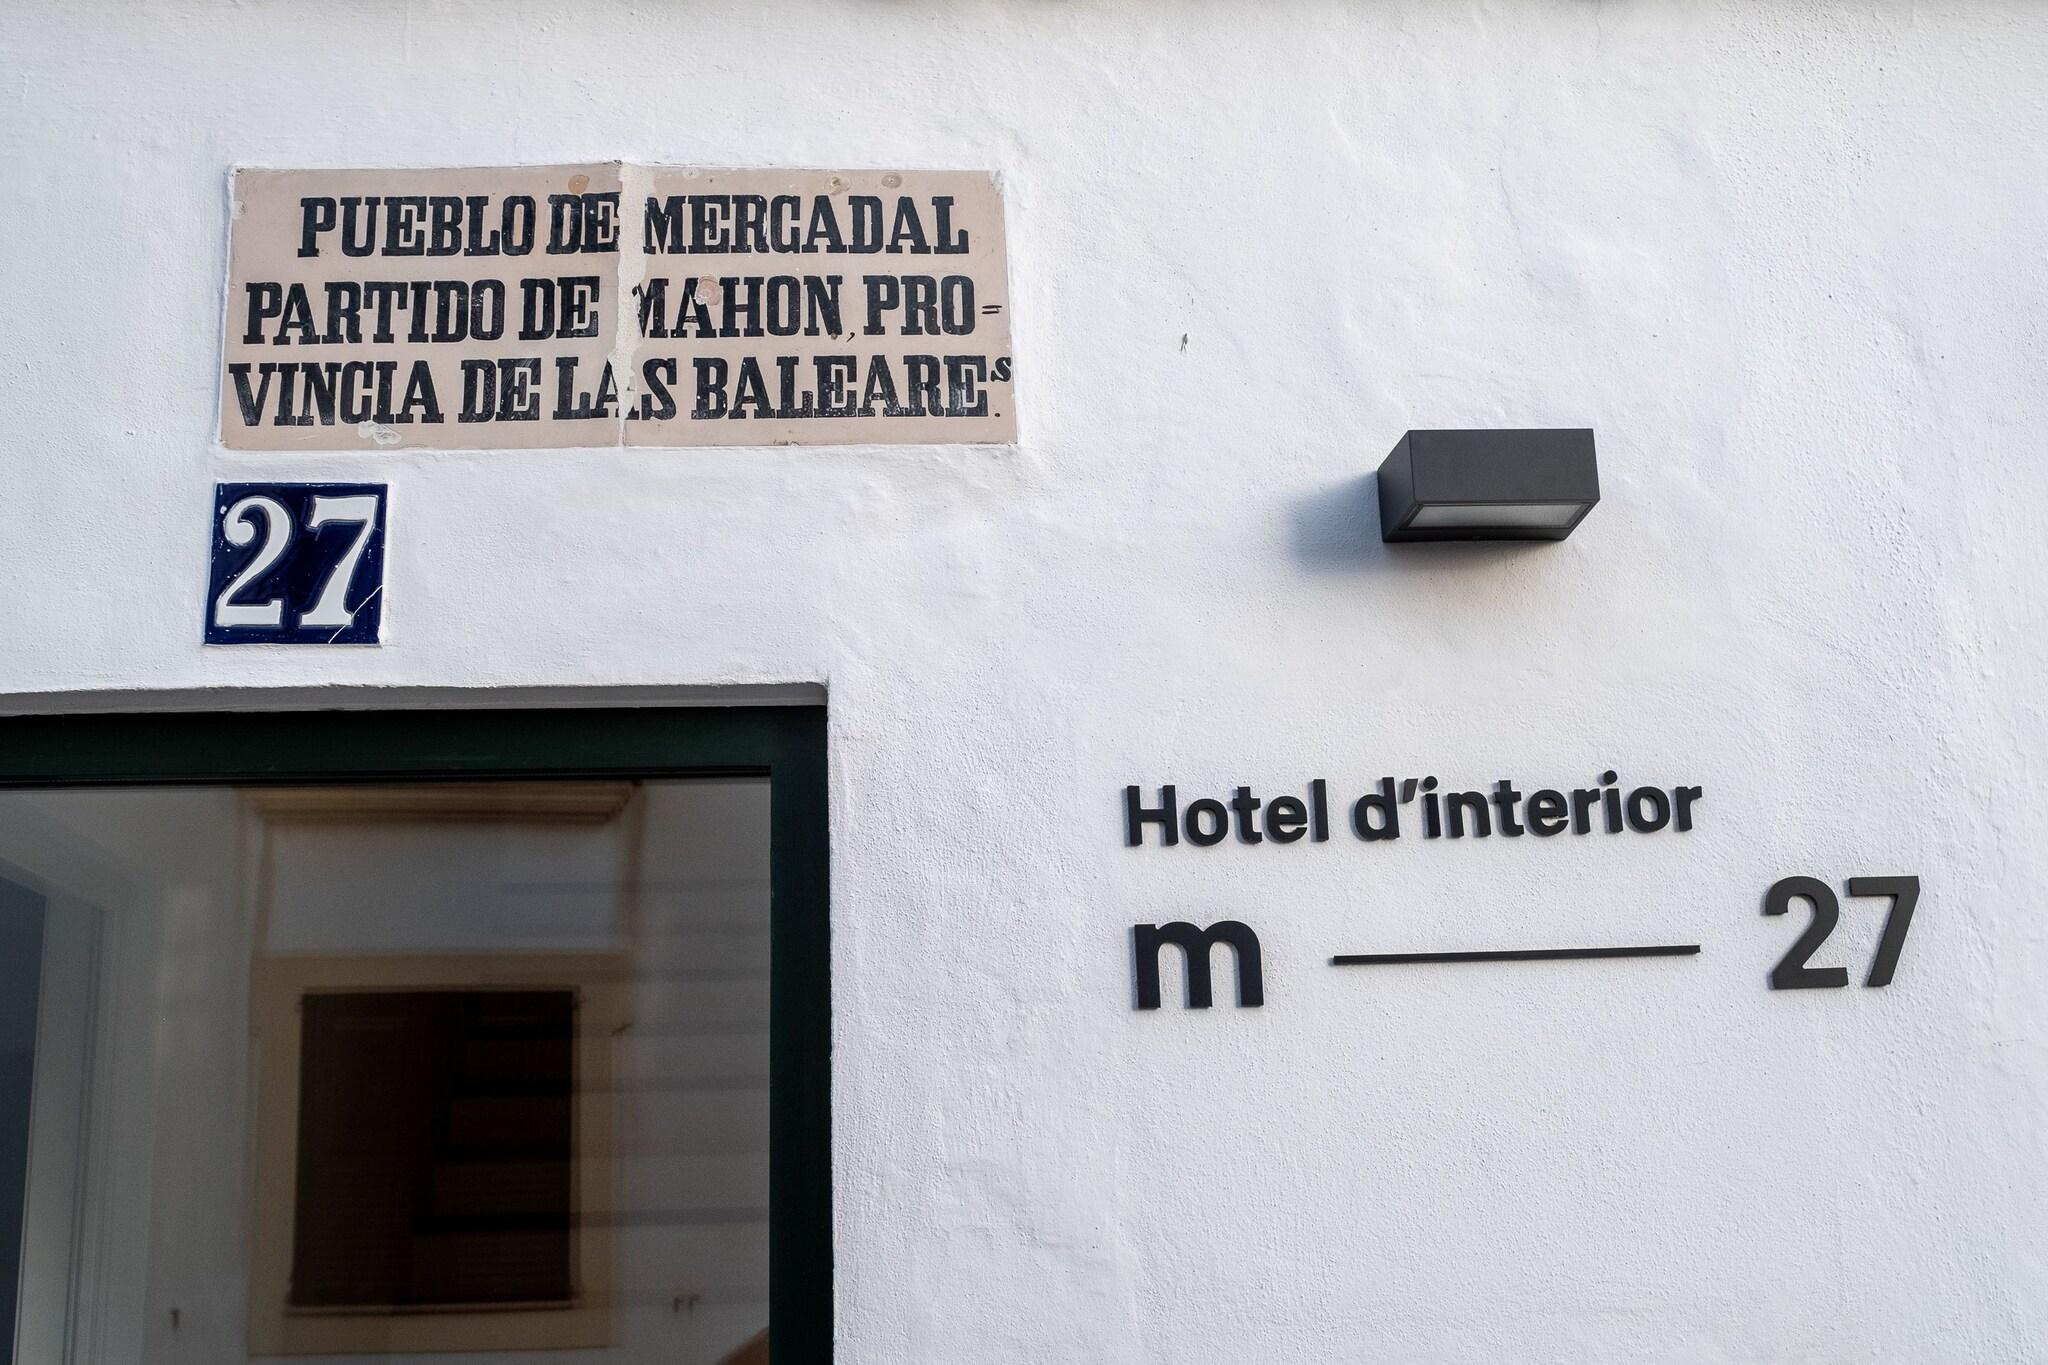 PUEBLO DE MERCADAL
PARTIDO DE MAHON, PRO=
VINCIA DE LAS BALEARES.
27
Hotel d'interior
m — 27